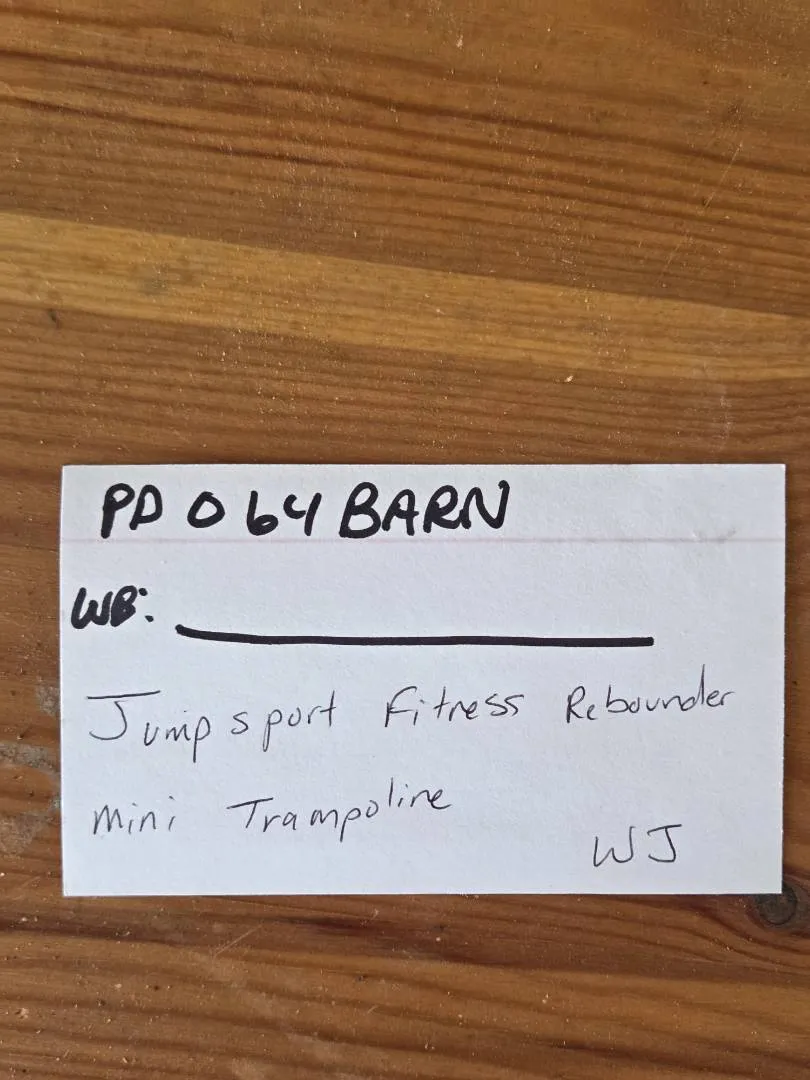 PD 064 BARN
WB:
Jumpsport Fitness Rebounder
mini Trampoline
WJ